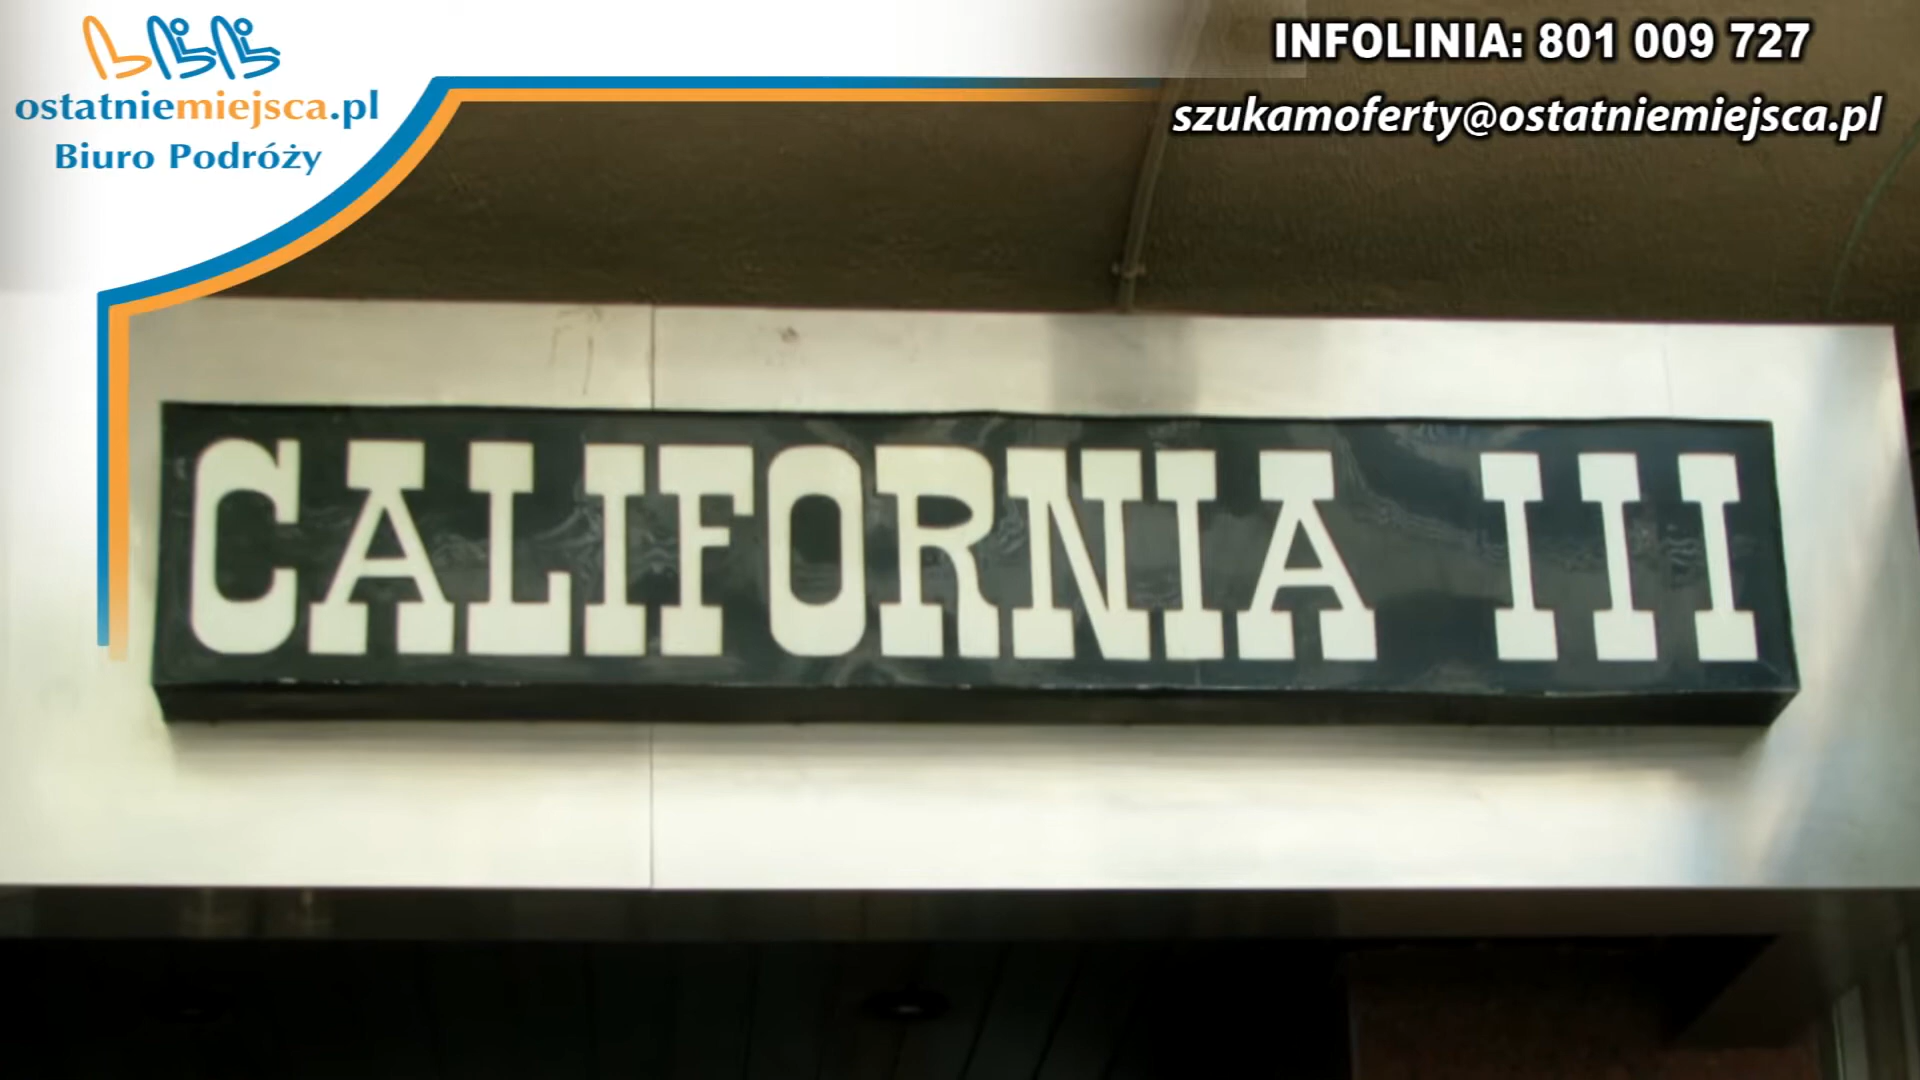 ostatniemiejsca.pl
Biuro Podróży
INFOLINIA: 801 009 727
szukamoferty@ostatniemiejsca.pl
CALIFORNIA III